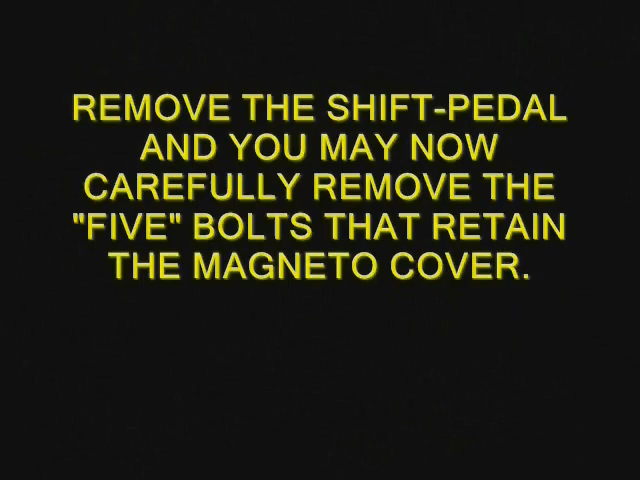 REMOVE THE SHIFT-PEDAL
AND YOU MAY NOW
CAREFULLY REMOVE THE
"FIVE" BOLTS THAT RETAIN
THE MAGNETO COVER.